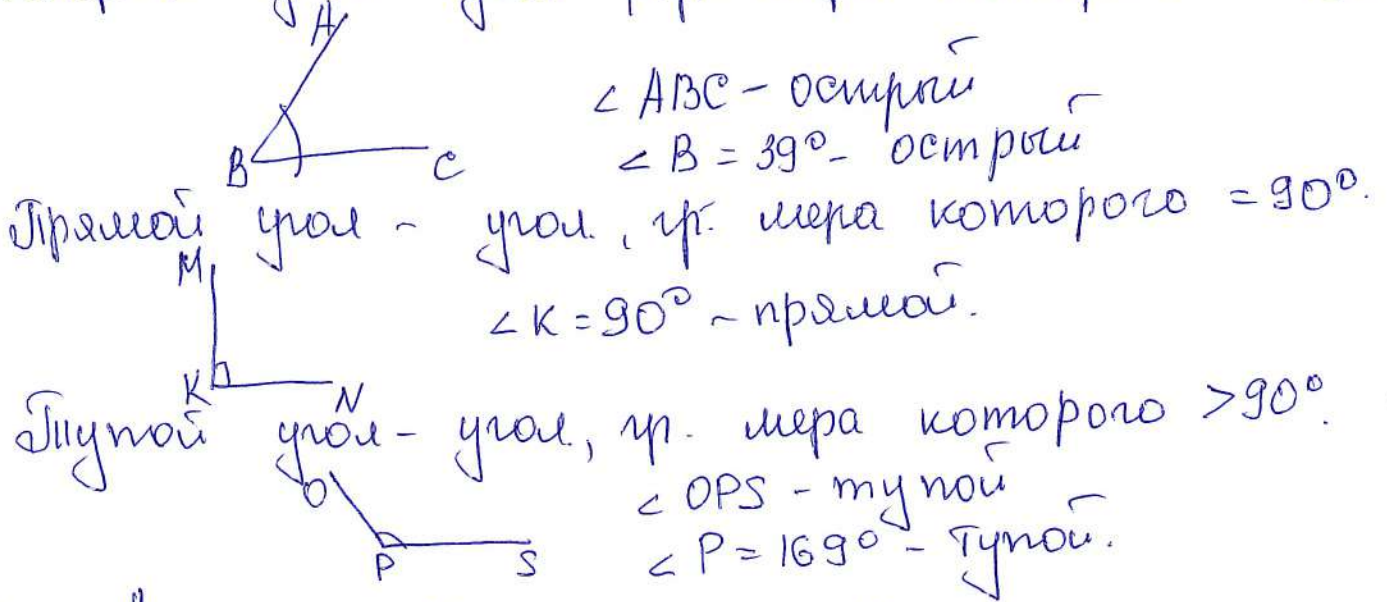 A
∠ ABC - острый
∠ B = 39° - острый
B C
Прямой угол - угол, гр. мера которого = 90°.
M
∠ K = 90° - прямой.
K N
Тупой угол - угол, гр. мера которого > 90°.
O ∠ OPS - тупой
∠ P = 169° - тупой.
P S